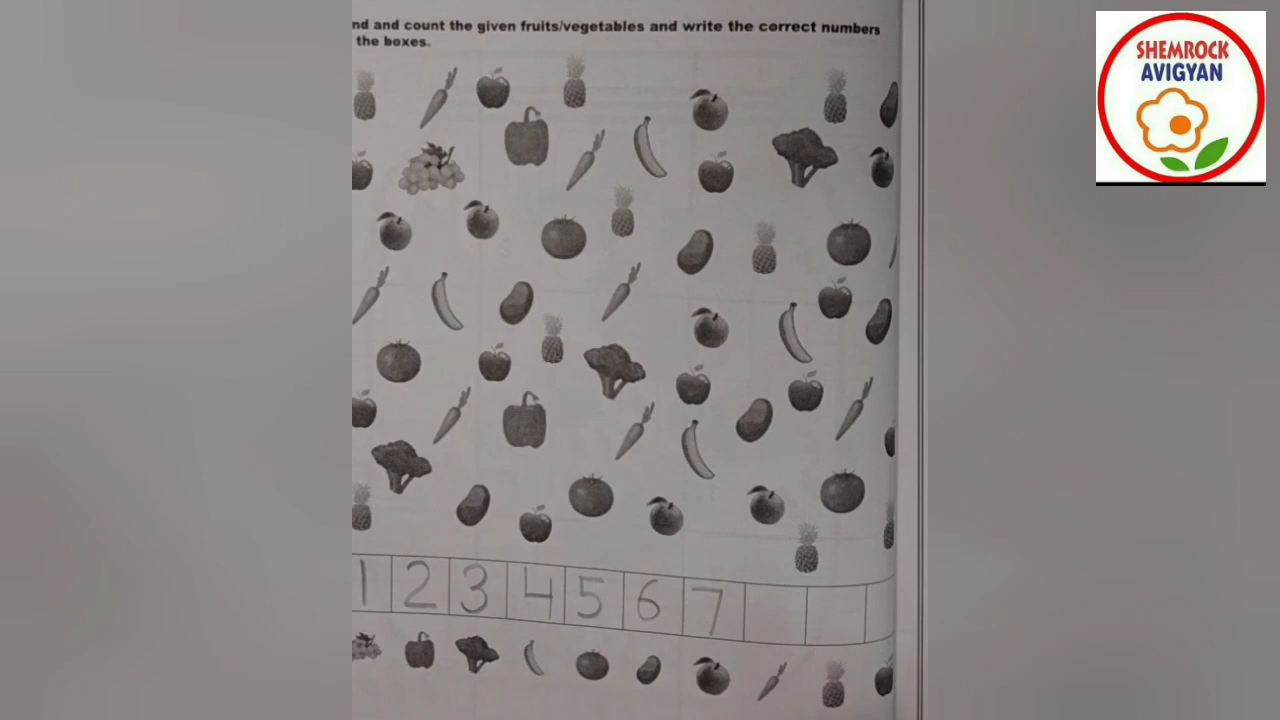 nd and count the given fruits/vegetables and write the correct numbers
the boxes.
SHEMROCK
AVIGYAN
1 2 3 4 5 6 7